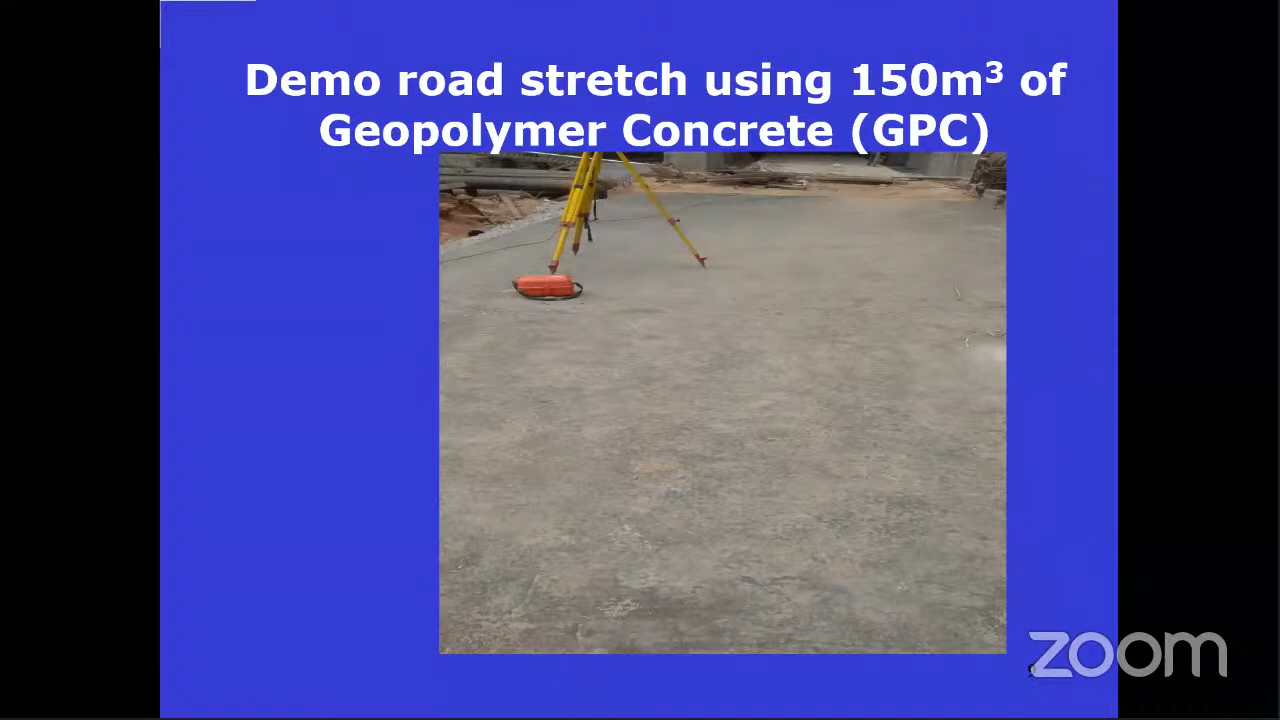 Demo road stretch using 150m³ of
Geopolymer Concrete (GPC)
zoom